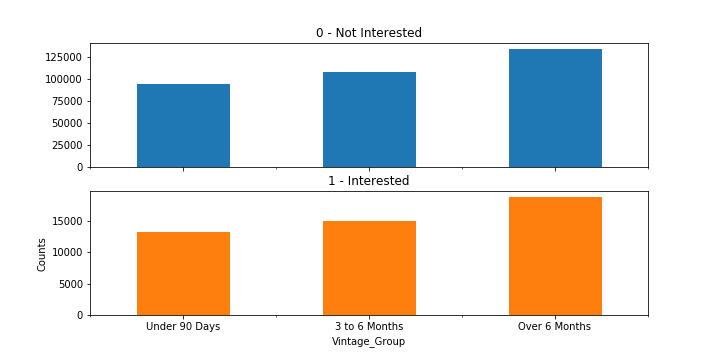 0 - Not Interested
125000
100000
75000
50000
25000
0
1 - Interested
15000
10000
5000
0
Counts
Under 90 Days
3 to 6 Months
Over 6 Months
Vintage_Group